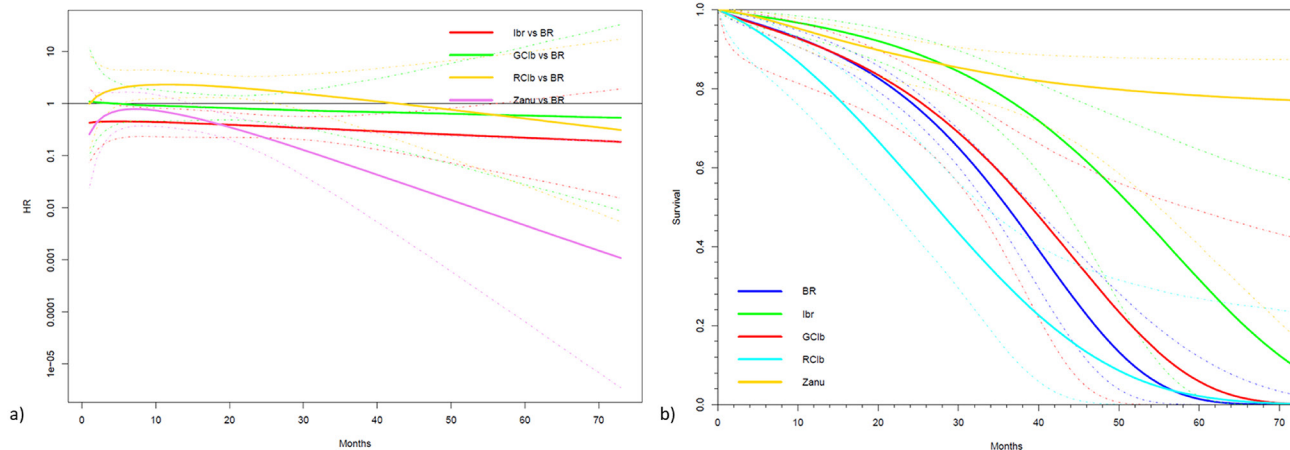 Ibr vs BR
GClb vs BR
RClb vs BR
Zanu vs BR
10
1
0.1
0.01
0.001
0.0001
1e-05
HR
0 10 20 30 40 50 60 70
Months
a)
1.0
0.8
0.6
0.4
0.2
0.0
Survival
BR
Ibr
GClb
RClb
Zanu
0 10 20 30 40 50 60 70
Months
b)